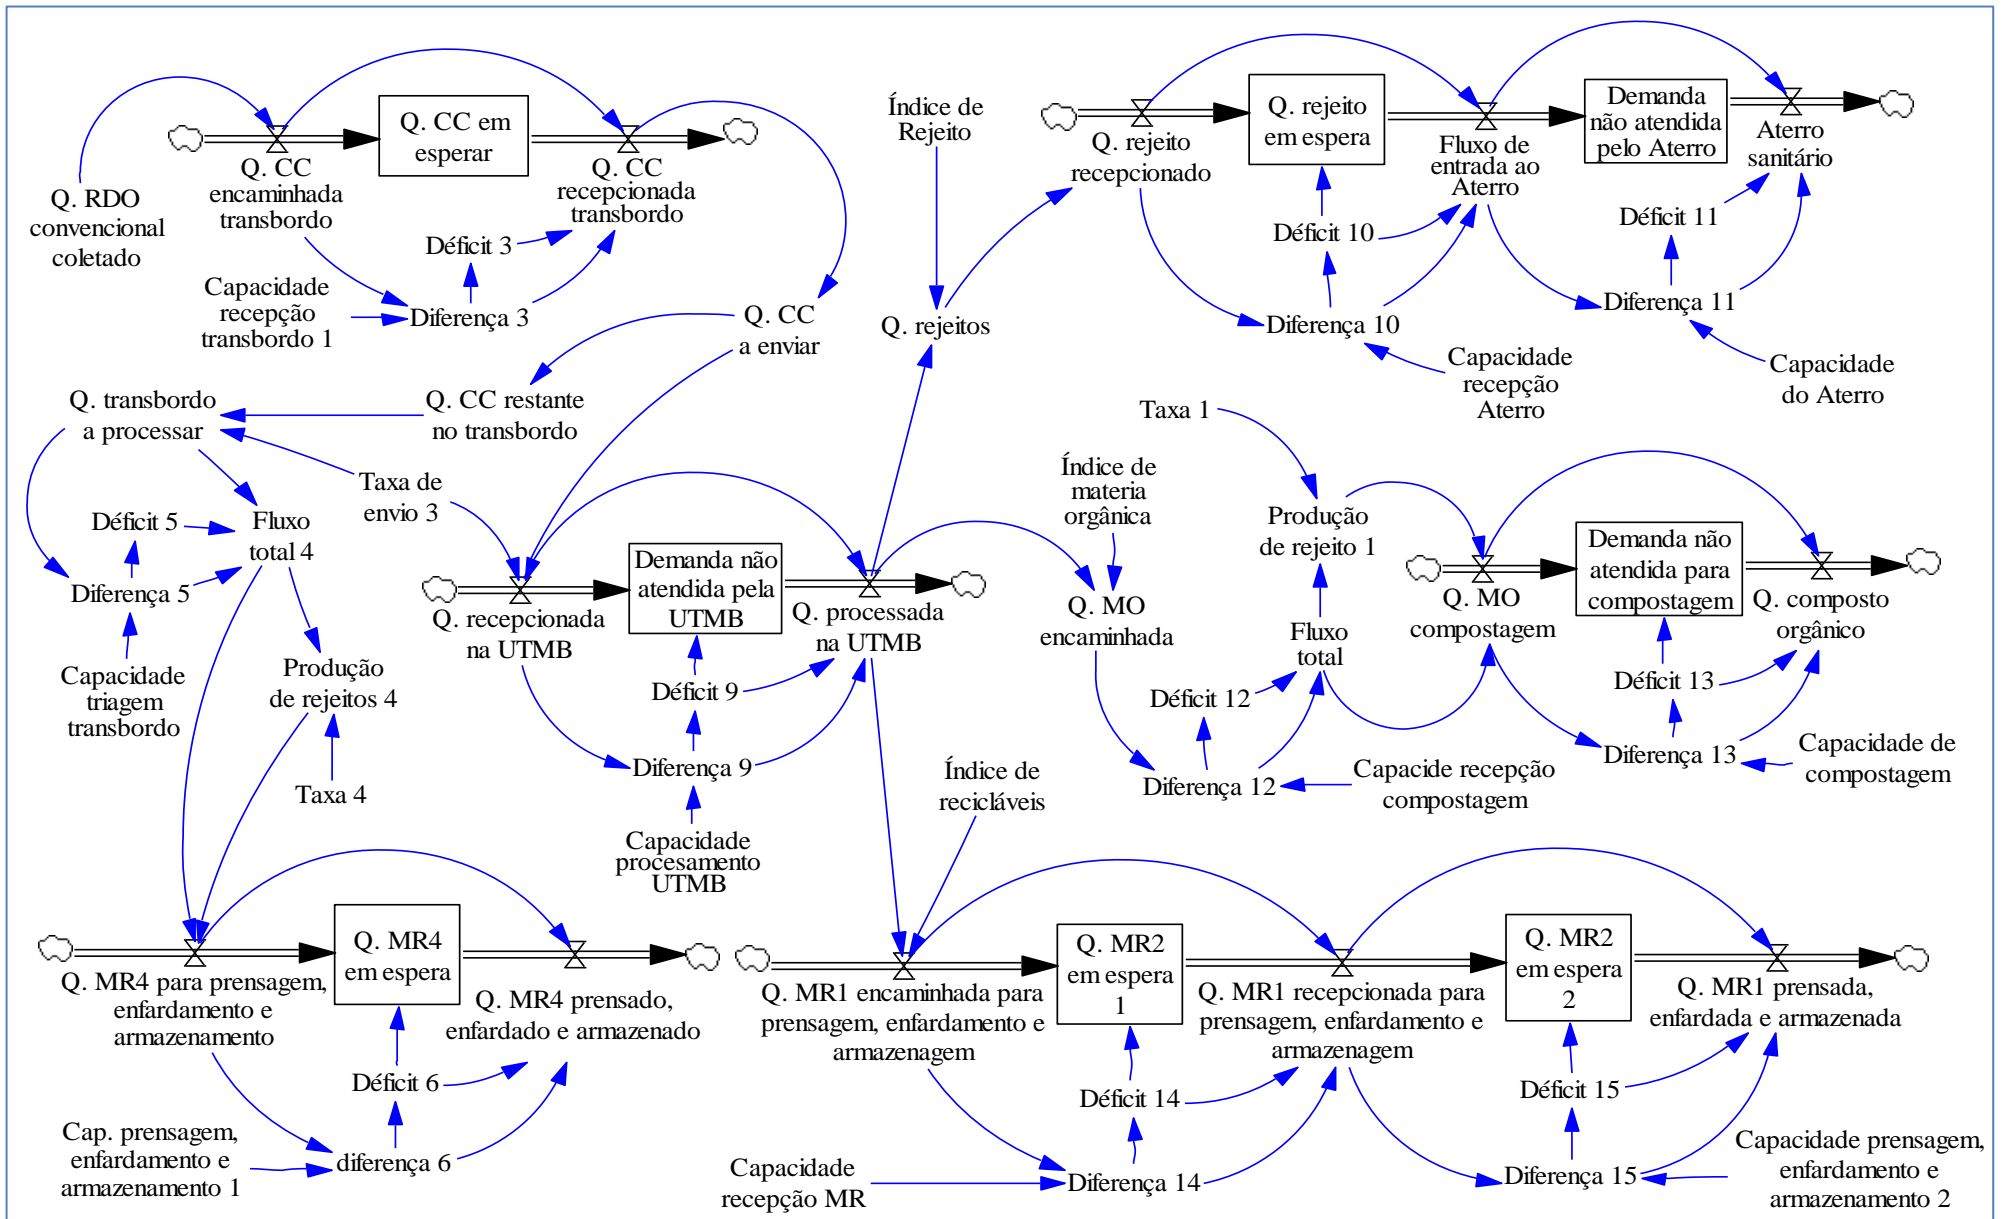 Q. RDO
convencional
coletado
Q. CC
encaminhada
transbordo
Q. CC em
esperar
Q. CC
recepcionada
transbordo
Déficit 3
Capacidade
recepção
transbordo 1
Diferença 3
Q. CC
a enviar
Q. CC restante
no transbordo
Q. transbordo
a processar
Taxa de
envio 3
Déficit 5
Fluxo
total 4
Diferença 5
Capacidade
triagem
transbordo
Produção
de rejeitos 4
Taxa 4
Índice de
Rejeito
Q. rejeitos
Q. rejeito
recepcionado
Q. rejeito
em espera
Fluxo de
entrada ao
Aterro
Demanda
não atendida
pelo Aterro
Aterro
sanitário
Déficit 10
Déficit 11
Diferença 10
Diferença 11
Capacidade
recepção
Aterro
Capacidade
do Aterro
Q. recepcionada
na UTMB
Demanda não
atendida pela
UTMB
Q. processada
na UTMB
Déficit 9
Diferença 9
Capacidade
procesamento
UTMB
Taxa 1
Índice de
materia
orgânica
Produção
de rejeito 1
Q. MO
encaminhada
Fluxo
total
Déficit 12
Diferença 12
Capacide recepção
compostagem
Q. MO
compostagem
Demanda não
atendida para
compostagem
Q. composto
orgânico
Déficit 13
Diferença 13
Capacidade de
compostagem
Índice de
recicláveis
Q. MR4 para prensagem,
enfardamento e
armazenamento
Q. MR4
em espera
Q. MR4 prensado,
enfardado e armazenado
Déficit 6
Cap. prensagem,
enfardamento e
armazenamento 1
diferença 6
Q. MR1 encaminhada para
prensagem, enfardamento e
armazenagem
Q. MR2
em espera
1
Q. MR1 recepcionada para
prensagem, enfardamento e
armazenagem
Q. MR2
em espera
2
Q. MR1 prensada,
enfardada e armazenada
Déficit 14
Déficit 15
Capacidade
recepção MR
Diferença 14
Diferença 15
Capacidade prensagem,
enfardamento e
armazenamento 2